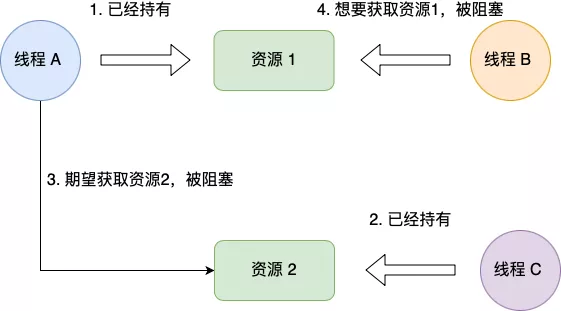 1. 已经持有
4. 想要获取资源1，被阻塞
线程 A
资源 1
线程 B
3. 期望获取资源2，被阻塞
2. 已经持有
资源 2
线程 C